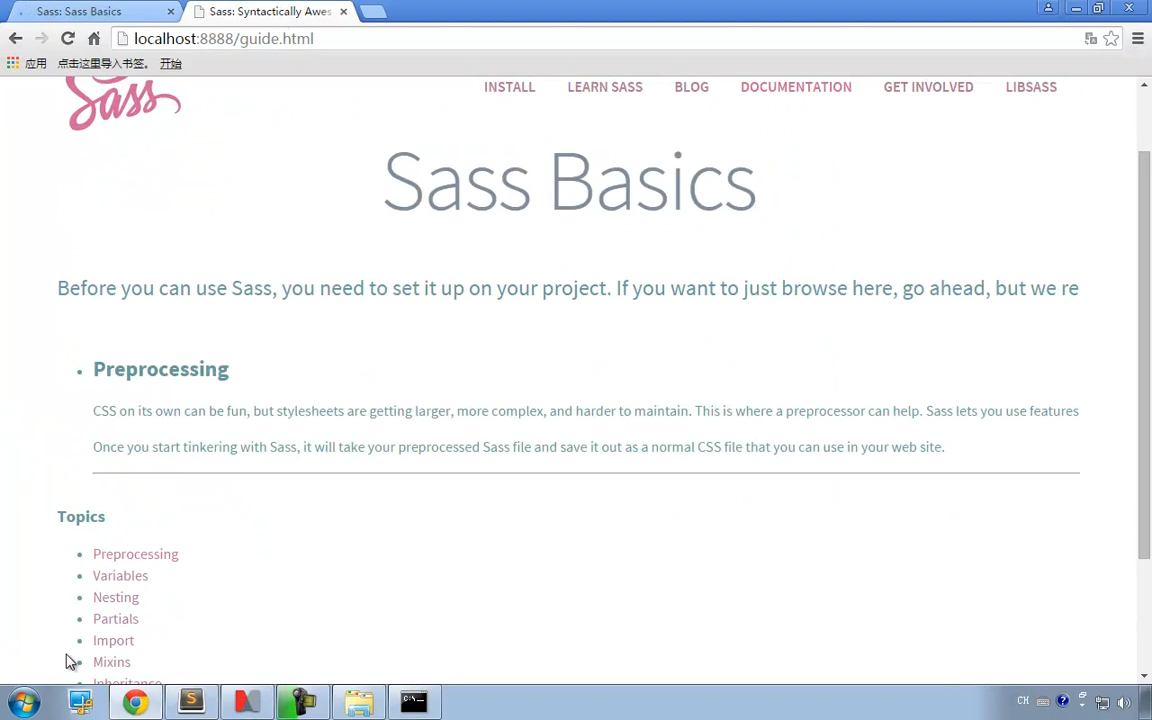 Sass: Sass Basics
Sass: Syntactically Awes
localhost:8888/guide.html
应用 点击这里导入书签。 开始
Sass
INSTALL LEARN SASS BLOG DOCUMENTATION GET INVOLVED LIBSASS
Sass Basics
Before you can use Sass, you need to set it up on your project. If you want to just browse here, go ahead, but we re
Preprocessing
CSS on its own can be fun, but stylesheets are getting larger, more complex, and harder to maintain. This is where a preprocessor can help. Sass lets you use features
Once you start tinkering with Sass, it will take your preprocessed Sass file and save it out as a normal CSS file that you can use in your web site.
Topics
Preprocessing
Variables
Nesting
Partials
Import
Mixins
Inheritance
CH